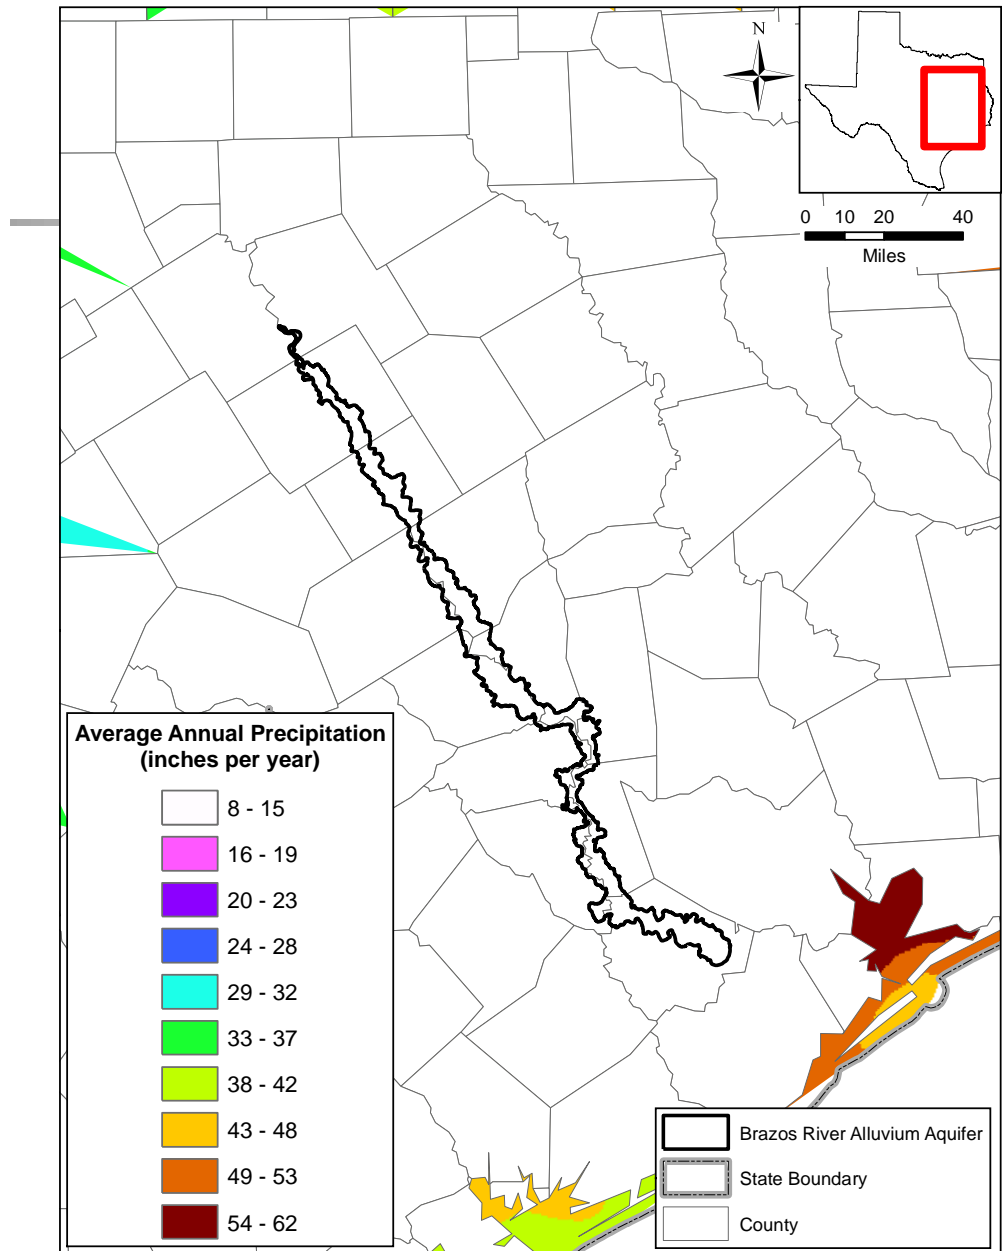 N
0 10 20 40
Miles
Average Annual Precipitation
(inches per year)
8 - 15
16 - 19
20 - 23
24 - 28
29 - 32
33 - 37
38 - 42
43 - 48
49 - 53
54 - 62
Brazos River Alluvium Aquifer
State Boundary
County